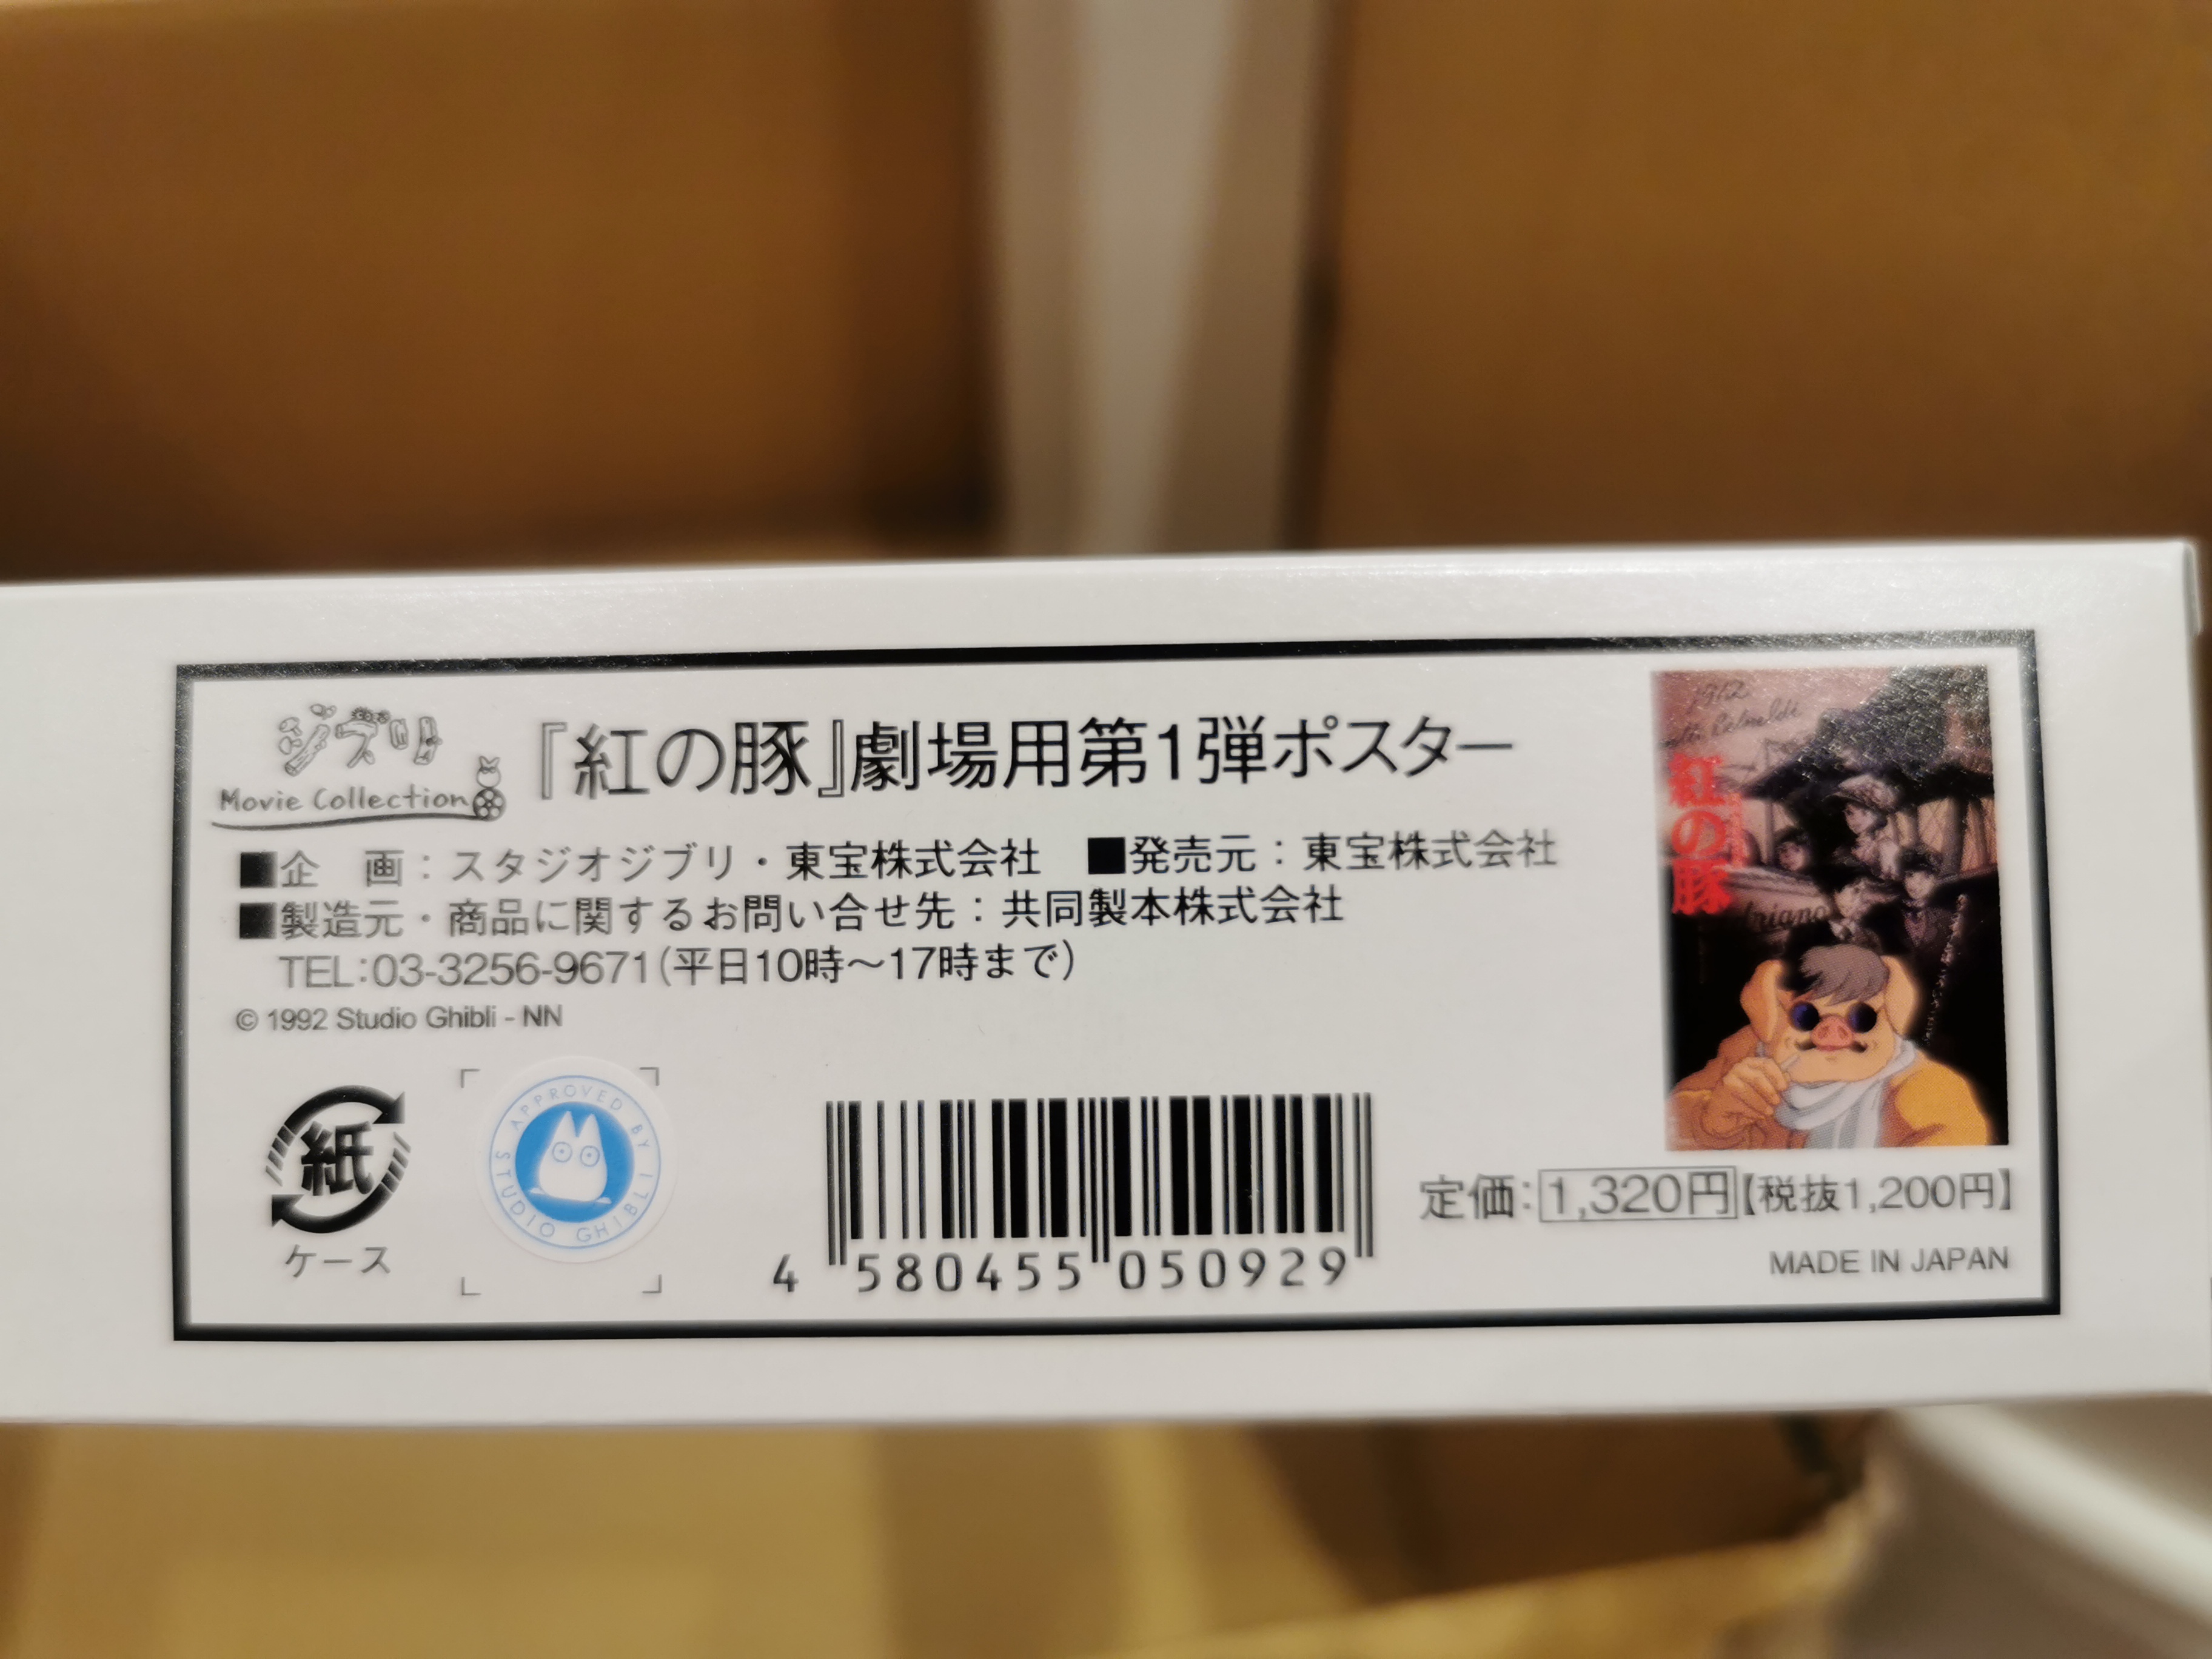 ジブリ
Movie Collection
『紅の豚』劇場用第1弾ポスター
■企　画：スタジオジブリ・東宝株式会社　■発売元：東宝株式会社
■製造元・商品に関するお問い合せ先：共同製本株式会社
TEL:03-3256-9671（平日10時～17時まで）
© 1992 Studio Ghibli - NN
紙
ケース
APPROVED BY STUDIO GHIBLI
4 580455 050929
1912
紅の豚
定価：1,320円【税抜1,200円】
MADE IN JAPAN